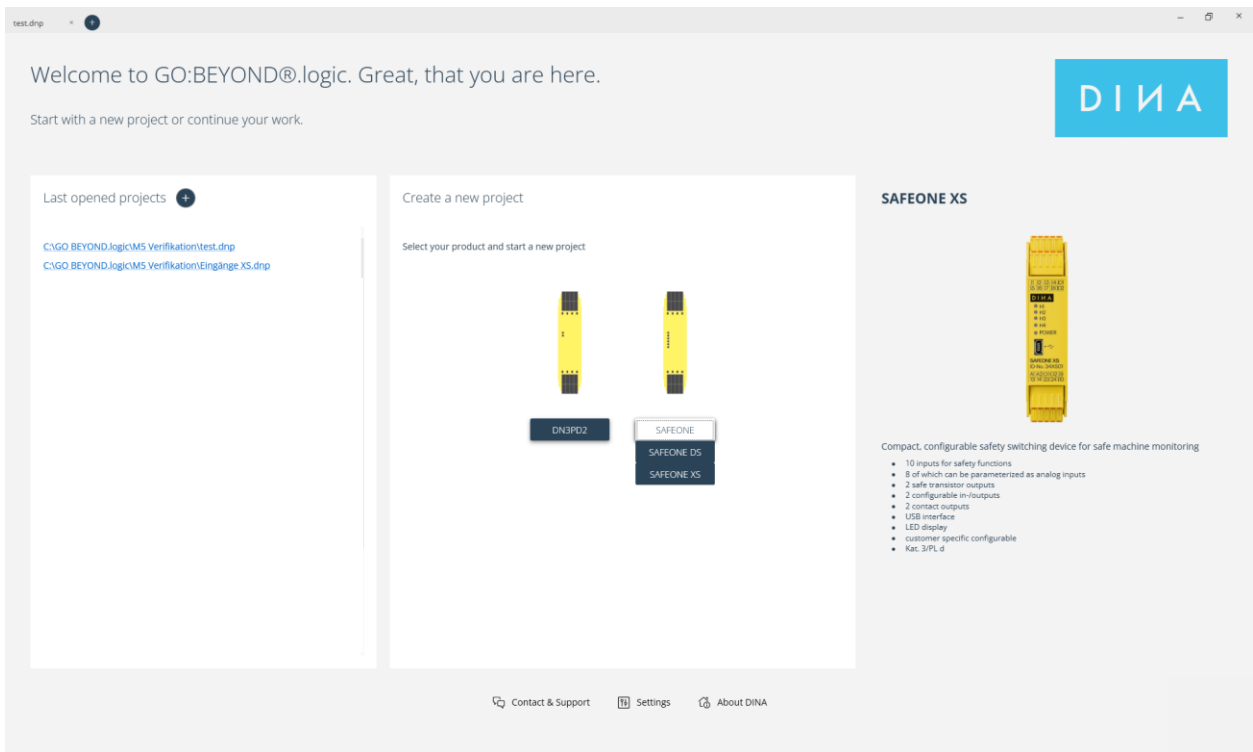 test.dnp × +
Welcome to GO:BEYOND®.logic. Great, that you are here.
Start with a new project or continue your work.
DINA
Last opened projects +
C:\GO BEYOND.logic\M5 Verifikation\test.dnp
C:\GO BEYOND.logic\M5 Verifikation\Eingänge XS.dnp
Create a new project
Select your product and start a new project
DN3PD2
SAFEONE
SAFEONE DS
SAFEONE XS
SAFEONE XS
DINA
POWER
SAFEONE XS
Compact, configurable safety switching device for safe machine monitoring
10 inputs for safety functions
8 of which can be parameterized as analog inputs
2 safe transistor outputs
2 configurable in-/outputs
2 contact outputs
USB interface
LED display
customer specific configurable
Kat. 3/PL d
Contact & Support
Settings
About DINA